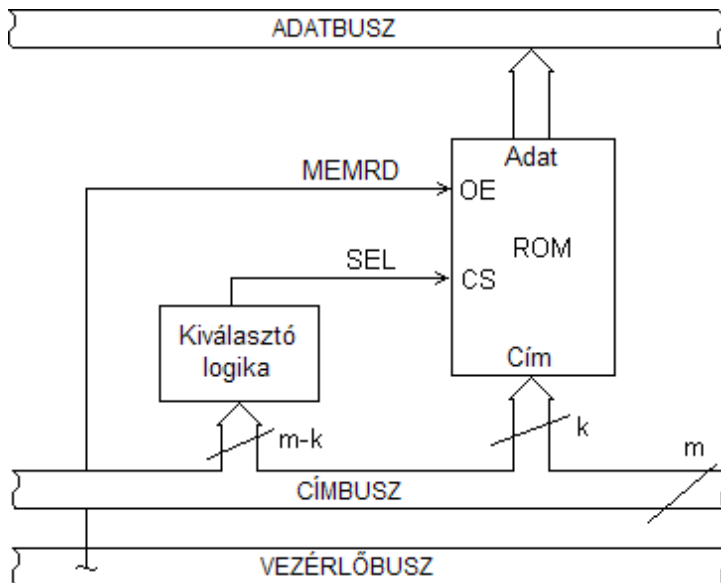 ADATBUSZ
Adat
MEMRD
OE
ROM
SEL
CS
Kiválasztó
logika
Cím
m-k
k
m
CÍMBUSZ
VEZÉRLŐBUSZ